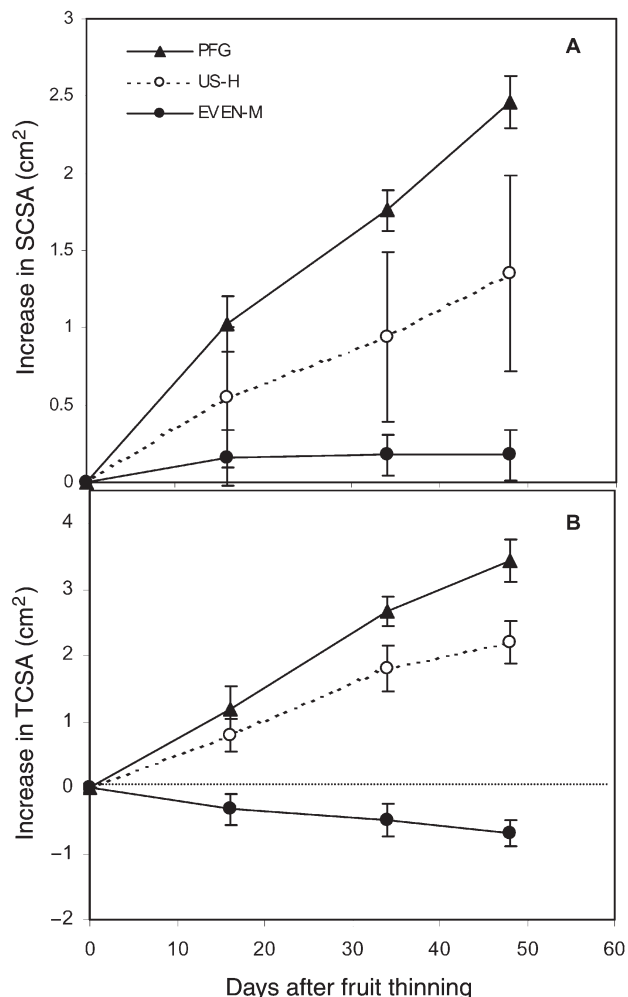 3
A
PFG
US-H
EVEN-M
2.5
2
1.5
1
0.5
0
Increase in SCSA (cm²)
B
4
3
2
1
0
−1
−2
Increase in TCSA (cm²)
0 10 20 30 40 50 60
Days after fruit thinning